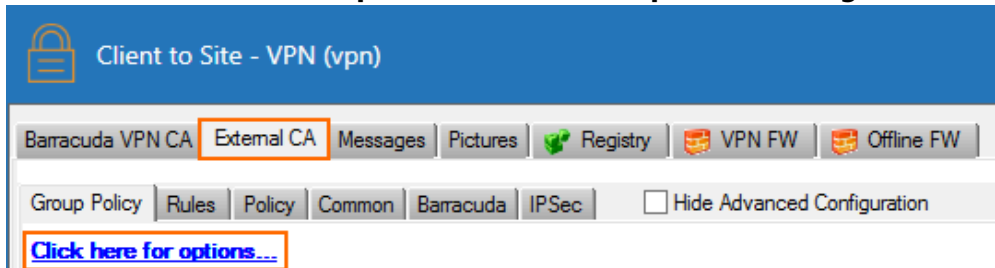 Client to Site - VPN (vpn)
Barracuda VPN CA External CA Messages Pictures Registry VPN FW Offline FW
Group Policy Rules Policy Common Barracuda IPSec Hide Advanced Configuration
Click here for options...